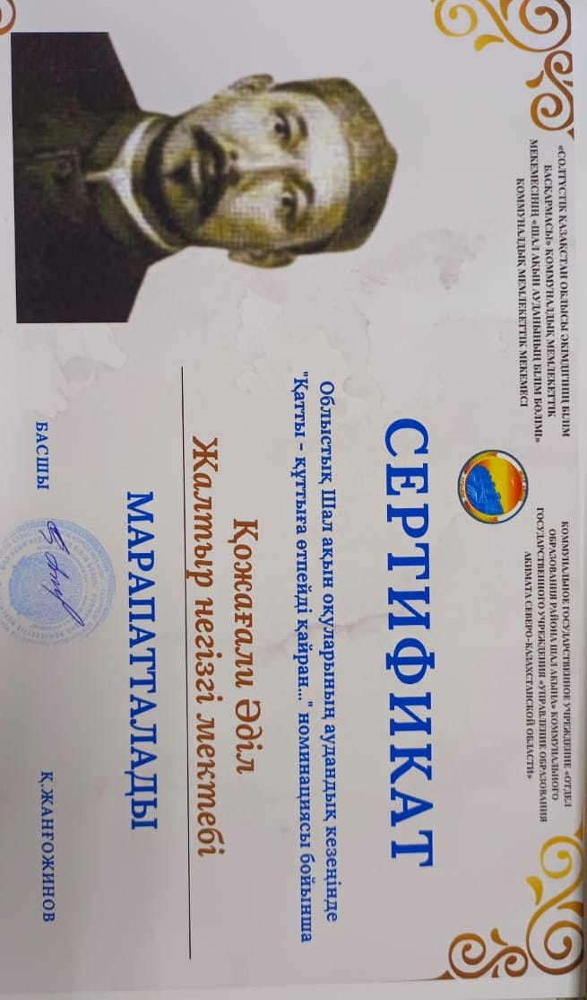 «СОЛТҮСТІК ҚАЗАҚСТАН ОБЛЫСЫ ӘКІМДІГІНІҢ БІЛІМ
БАСҚАРМАСЫ» КОММУНАЛДЫҚ МЕМЛЕКЕТТІК
МЕКЕМЕСІНІҢ «ШАЛ АҚЫН АУДАНЫНЫҢ БІЛІМ БӨЛІМІ»
КОММУНАЛДЫҚ МЕМЛЕКЕТТІК МЕКЕМЕСІ
КОММУНАЛЬНОЕ ГОСУДАРСТВЕННОЕ УЧРЕЖДЕНИЕ «ОТДЕЛ
ОБРАЗОВАНИЯ РАЙОНА ШАЛ АКЫНА» КОММУНАЛЬНОГО
ГОСУДАРСТВЕННОГО УЧРЕЖДЕНИЯ «УПРАВЛЕНИЕ ОБРАЗОВАНИЯ
АКИМАТА СЕВЕРО-КАЗАХСТАНСКОЙ ОБЛАСТИ»
СЕРТИФИКАТ
Облыстық Шал ақын оқуларының аудандық кезеңінде
"Қатты - құттыға өтпейді қайран..." номинациясы бойынша
Қожағали Әділ
Жалтыр негізгі мектебі
МАРАПАТТАЛАДЫ
БАСШЫ
Қ.ЖАНҒОЖИНОВ